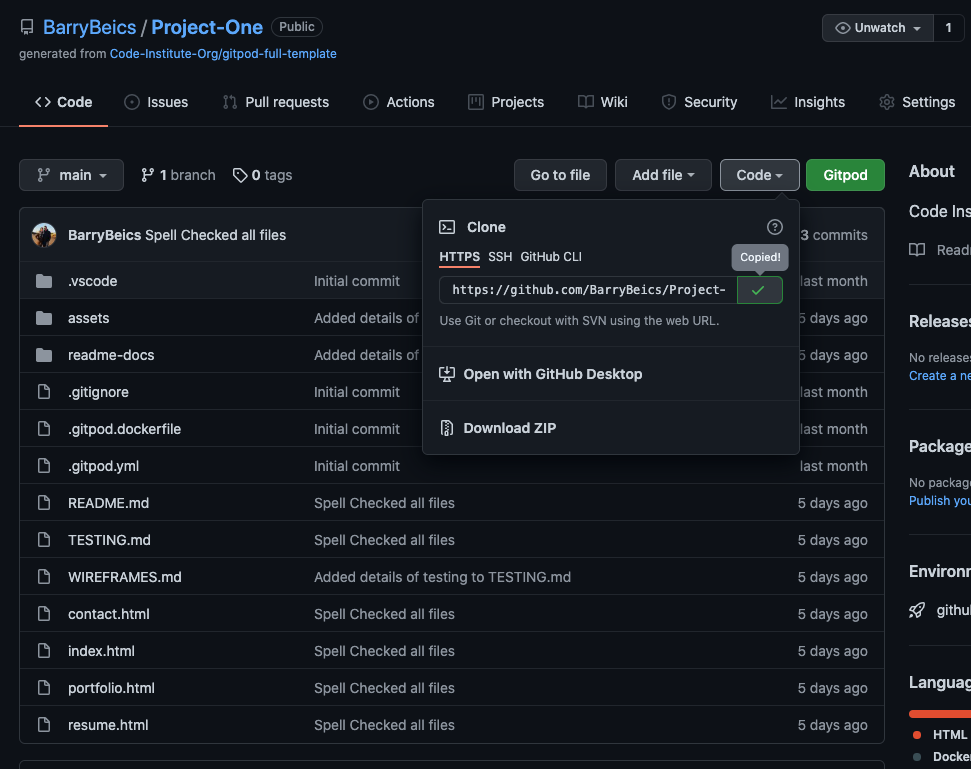 BarryBeics / Project-One Public
Unwatch 1
generated from Code-Institute-Org/gitpod-full-template
Code Issues Pull requests Actions Projects Wiki Security Insights Settings
main 1 branch 0 tags
Go to file Add file Code Gitpod
About
BarryBeics Spell Checked all files
3 commits
Code Ins
Clone
HTTPS SSH GitHub CLI
Copied!
https://github.com/BarryBeics/Project-
Use Git or checkout with SVN using the web URL.
Open with GitHub Desktop
Download ZIP
.vscode Initial commit last month
assets Added details of 5 days ago
readme-docs Added details of 5 days ago
.gitignore Initial commit last month
.gitpod.dockerfile Initial commit last month
.gitpod.yml Initial commit last month
README.md Spell Checked all files 5 days ago
TESTING.md Spell Checked all files 5 days ago
WIREFRAMES.md Added details of testing to TESTING.md 5 days ago
contact.html Spell Checked all files 5 days ago
index.html Spell Checked all files 5 days ago
portfolio.html Spell Checked all files 5 days ago
resume.html Spell Checked all files 5 days ago
Readm
Releases
No releases
Create a ne
Package
No package
Publish you
Environm
githu
Languag
HTML
Docke